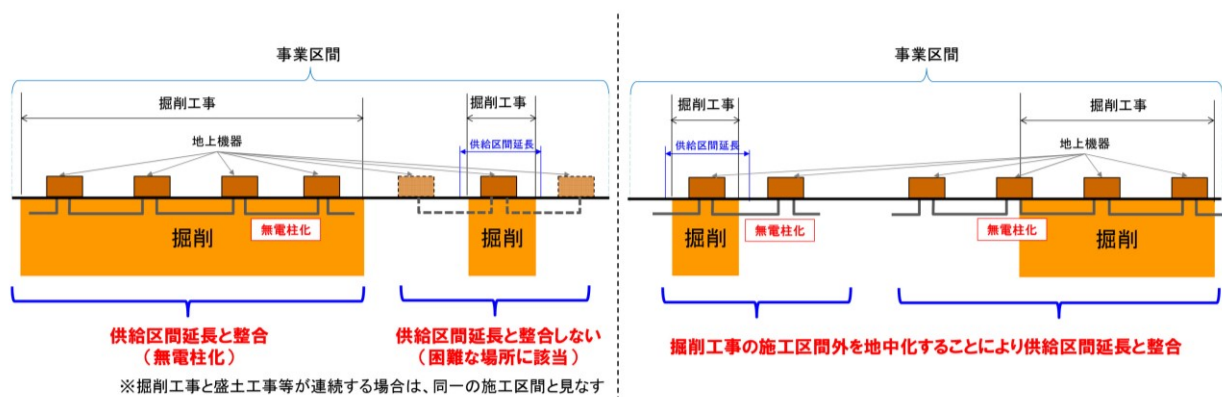 事業区間
掘削工事
掘削工事
地上機器
供給区間延長
無電柱化
掘削
掘削
供給区間延長と整合
（無電柱化）
供給区間延長と整合しない
（困難な場所に該当）
※掘削工事と盛土工事等が連続する場合は、同一の施工区間と見なす
事業区間
掘削工事
掘削工事
供給区間延長
地上機器
無電柱化
無電柱化
掘削
掘削
掘削工事の施工区間外を地中化することにより供給区間延長と整合